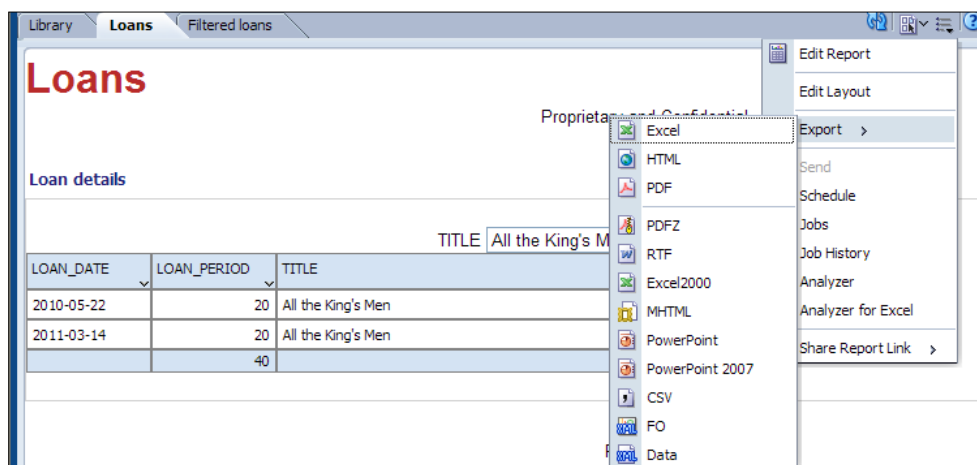 Library Loans Filtered loans
Loans
Proprietary and Confidential
Loan details
TITLE All the King's M
LOAN_DATE LOAN_PERIOD TITLE
2010-05-22 20 All the King's Men
2011-03-14 20 All the King's Men
40
Edit Report
Edit Layout
Export >
Send
Schedule
Jobs
Job History
Analyzer
Analyzer for Excel
Share Report Link >
Excel
HTML
PDF
PDFZ
RTF
Excel2000
MHTML
PowerPoint
PowerPoint 2007
CSV
FO
Data